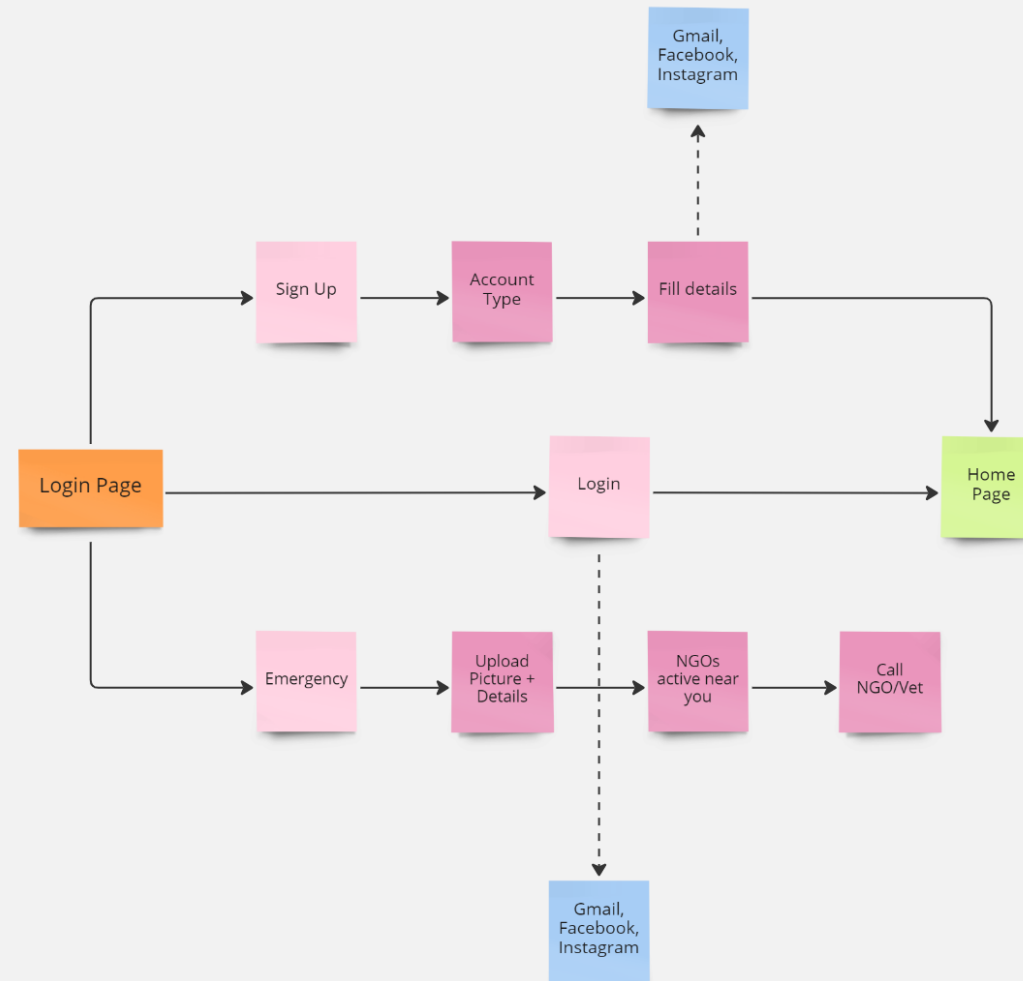 Gmail,
Facebook,
Instagram
Sign Up
Account
Type
Fill details
Login Page
Login
Home
Page
Emergency
Upload
Picture +
Details
NGOs
active near
you
Call
NGO/Vet
Gmail,
Facebook,
Instagram